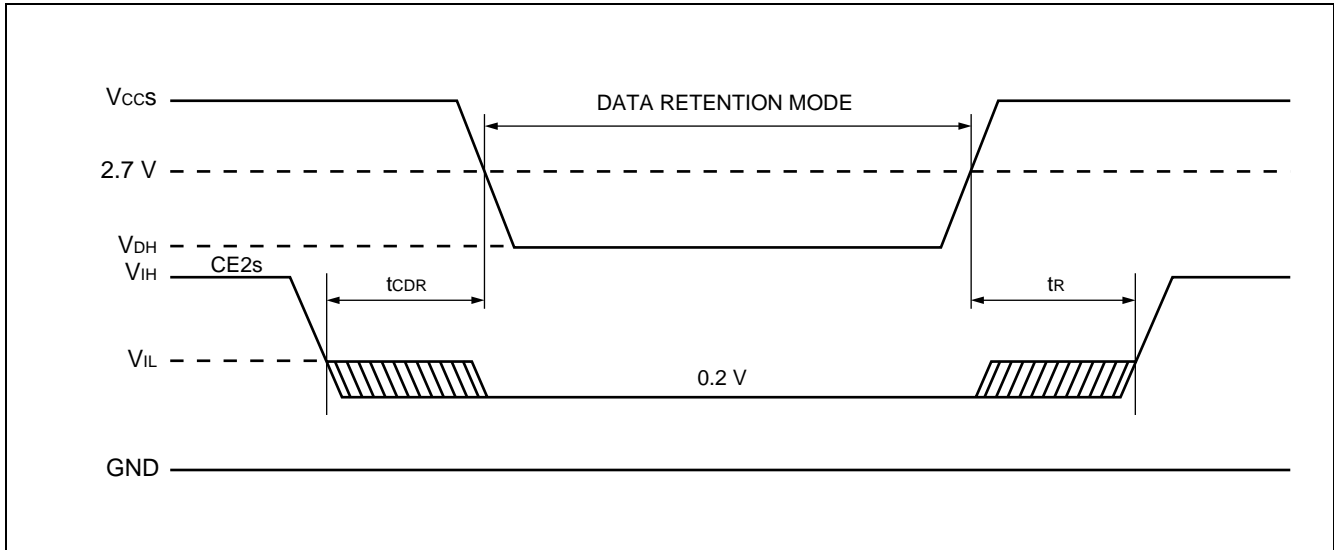 VCCS
DATA RETENTION MODE
2.7 V
VDH
VIH
CE2s
tCDR
tR
VIL
0.2 V
GND